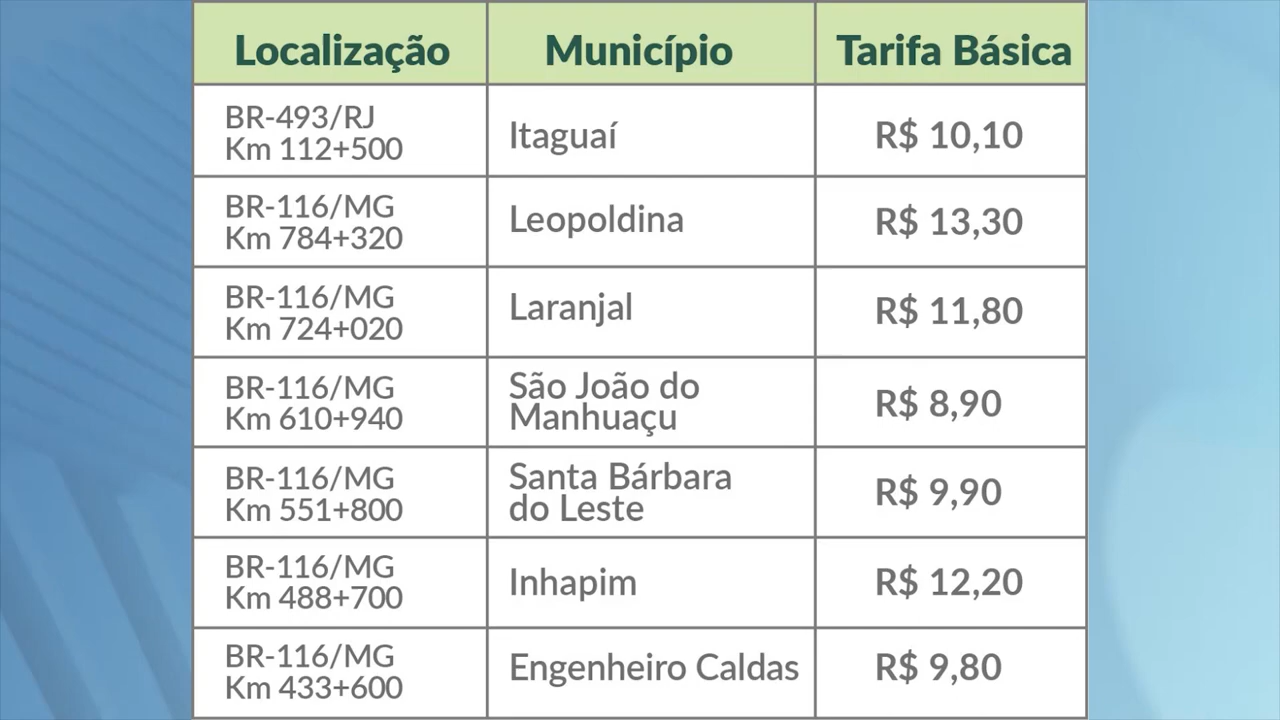 Localização Município Tarifa Básica
BR-493/RJ
Km 112+500
Itaguaí
R$ 10,10
BR-116/MG
Km 784+320
Leopoldina
R$ 13,30
BR-116/MG
Km 724+020
Laranjal
R$ 11,80
BR-116/MG
Km 610+940
São João do
Manhuaçu
R$ 8,90
BR-116/MG
Km 551+800
Santa Bárbara
do Leste
R$ 9,90
BR-116/MG
Km 488+700
Inhapim
R$ 12,20
BR-116/MG
Km 433+600
Engenheiro Caldas
R$ 9,80